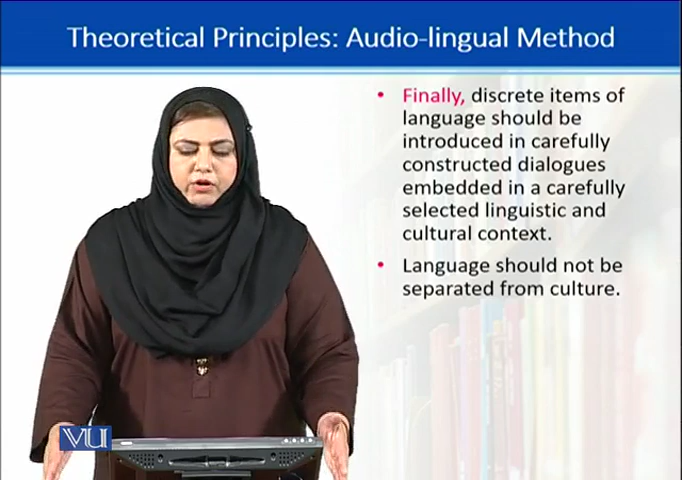 Theoretical Principles: Audio-lingual Method
• Finally, discrete items of
language should be
introduced in carefully
constructed dialogues
embedded in a carefully
selected linguistic and
cultural context.
• Language should not be
separated from culture.
VU